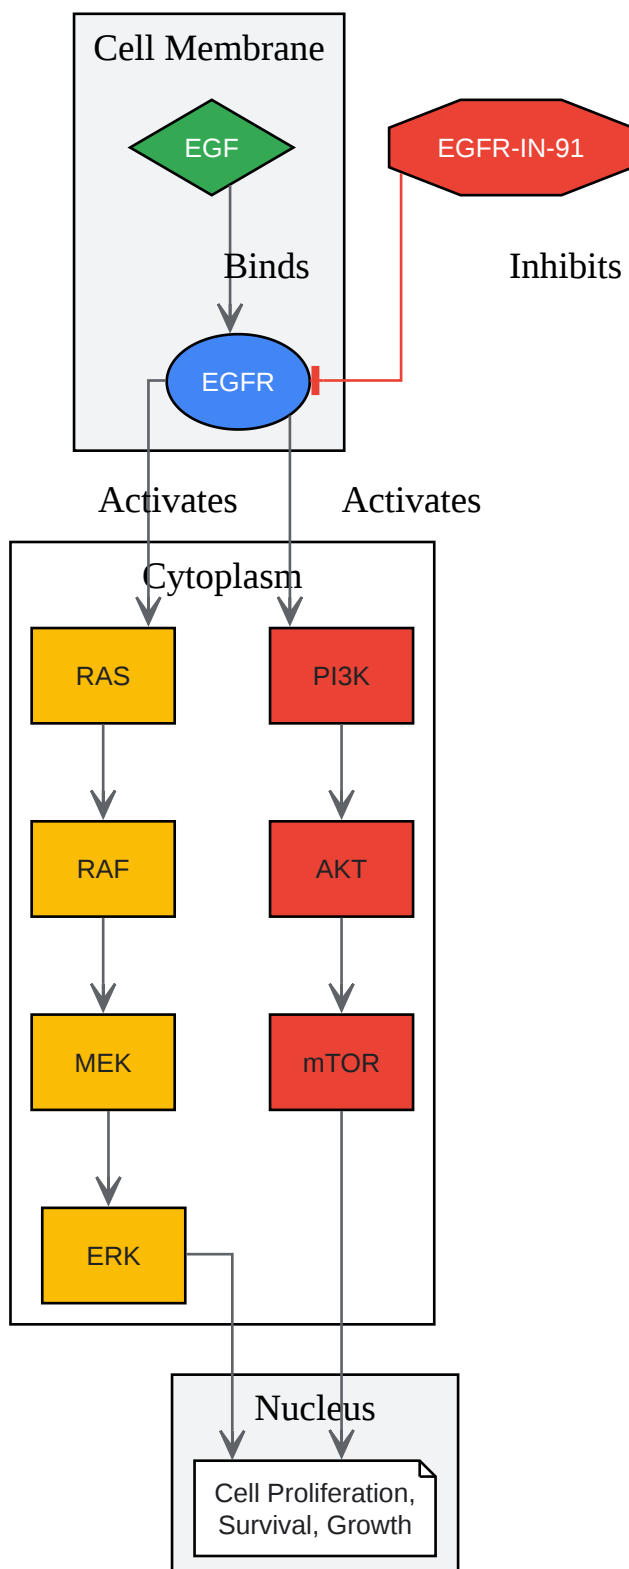 Cell Membrane
EGF
EGFR-IN-91
Binds
Inhibits
EGFR
Activates
Activates
Cytoplasm
RAS
PI3K
RAF
AKT
MEK
mTOR
ERK
Nucleus
Cell Proliferation,
Survival, Growth